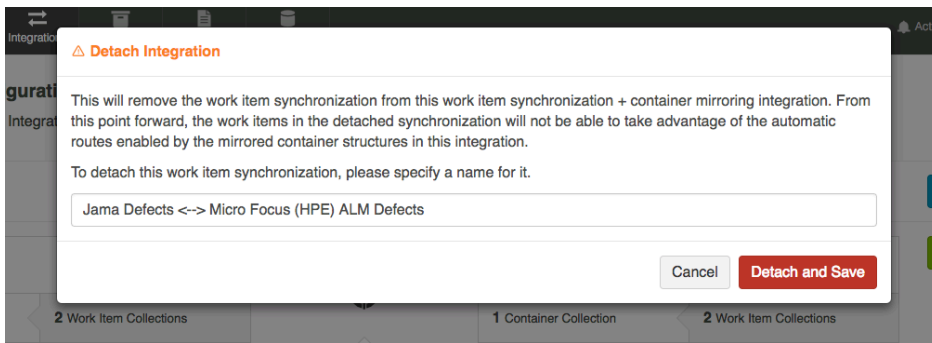 Integratio
Act
Detach Integration
gurati
Integrat
This will remove the work item synchronization from this work item synchronization + container mirroring integration. From
this point forward, the work items in the detached synchronization will not be able to take advantage of the automatic
routes enabled by the mirrored container structures in this integration.
To detach this work item synchronization, please specify a name for it.
Jama Defects <--> Micro Focus (HPE) ALM Defects
Cancel
Detach and Save
2 Work Item Collections
1 Container Collection
2 Work Item Collections